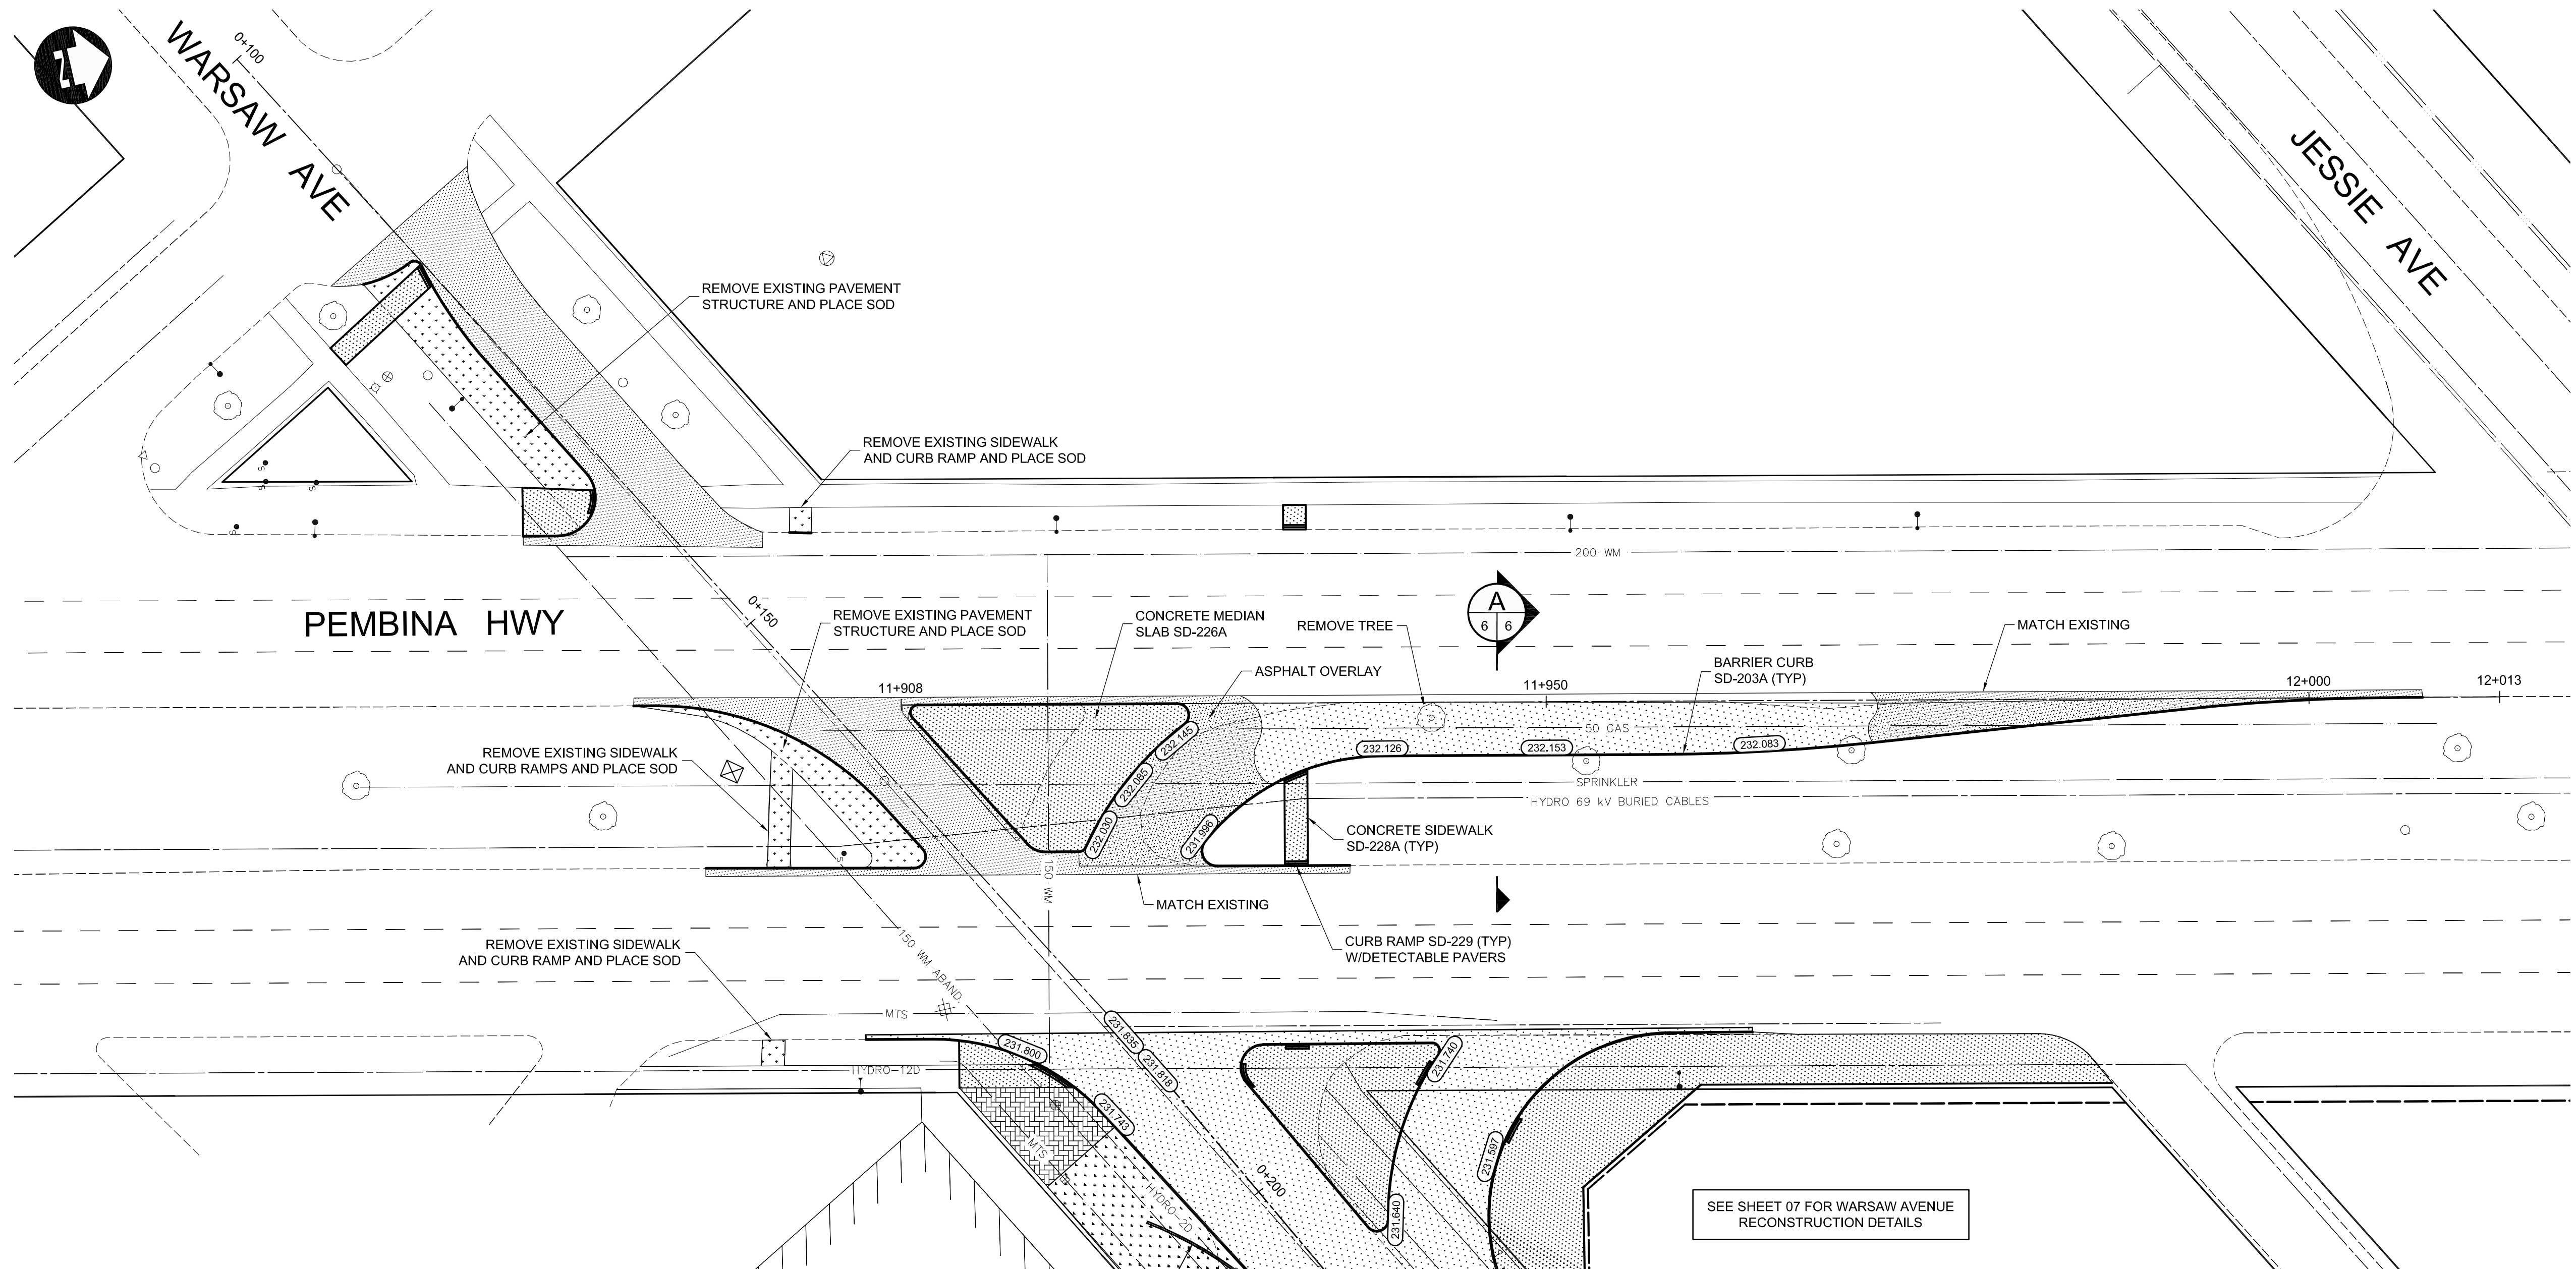 N
WARSAW AVE
0+100
JESSIE AVE
REMOVE EXISTING PAVEMENT
STRUCTURE AND PLACE SOD
REMOVE EXISTING SIDEWALK
AND CURB RAMP AND PLACE SOD
S
S
S
S
200 WM
PEMBINA HWY
0+150
REMOVE EXISTING PAVEMENT
STRUCTURE AND PLACE SOD
CONCRETE MEDIAN
SLAB SD-226A
REMOVE TREE
A
6 6
MATCH EXISTING
ASPHALT OVERLAY
BARRIER CURB
SD-203A (TYP)
11+908
11+950
12+000
12+013
50 GAS
232.145
232.126
232.153
232.083
REMOVE EXISTING SIDEWALK
AND CURB RAMPS AND PLACE SOD
232.085
SPRINKLER
HYDRO 69 kV BURIED CABLES
232.030
231.996
CONCRETE SIDEWALK
SD-228A (TYP)
S
150 WM
MATCH EXISTING
REMOVE EXISTING SIDEWALK
AND CURB RAMP AND PLACE SOD
150 WM ABAND.
CURB RAMP SD-229 (TYP)
W/DETECTABLE PAVERS
MTS
231.800
231.835
231.818
231.740
HYDRO-12D
231.743
MTS
231.597
HYDRO-2D
0+200
231.640
SEE SHEET 07 FOR WARSAW AVENUE
RECONSTRUCTION DETAILS